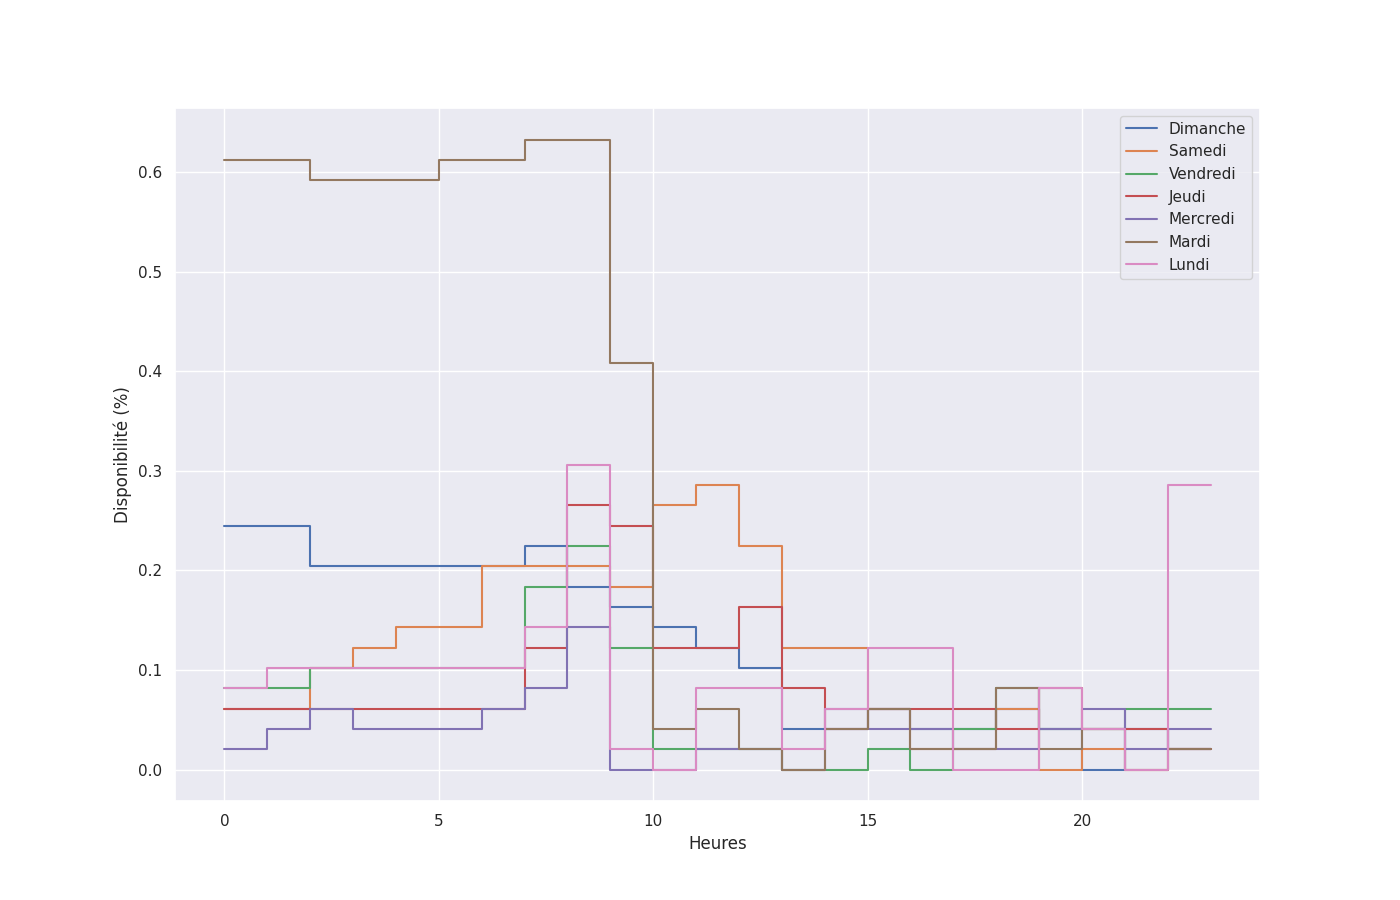 Dimanche
Samedi
Vendredi
Jeudi
Mercredi
Mardi
Lundi
0.6
0.5
0.4
0.3
0.2
0.1
0.0
Disponibilité (%)
0 5 10 15 20
Heures